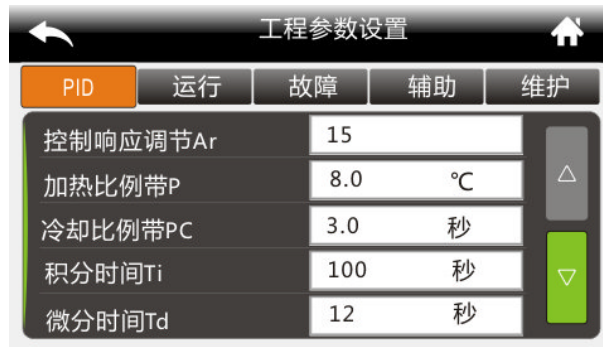 工程参数设置
PID 运行 故障 辅助 维护
控制响应调节Ar 15
加热比例带P 8.0 ℃
冷却比例带PC 3.0 秒
积分时间Ti 100 秒
微分时间Td 12 秒